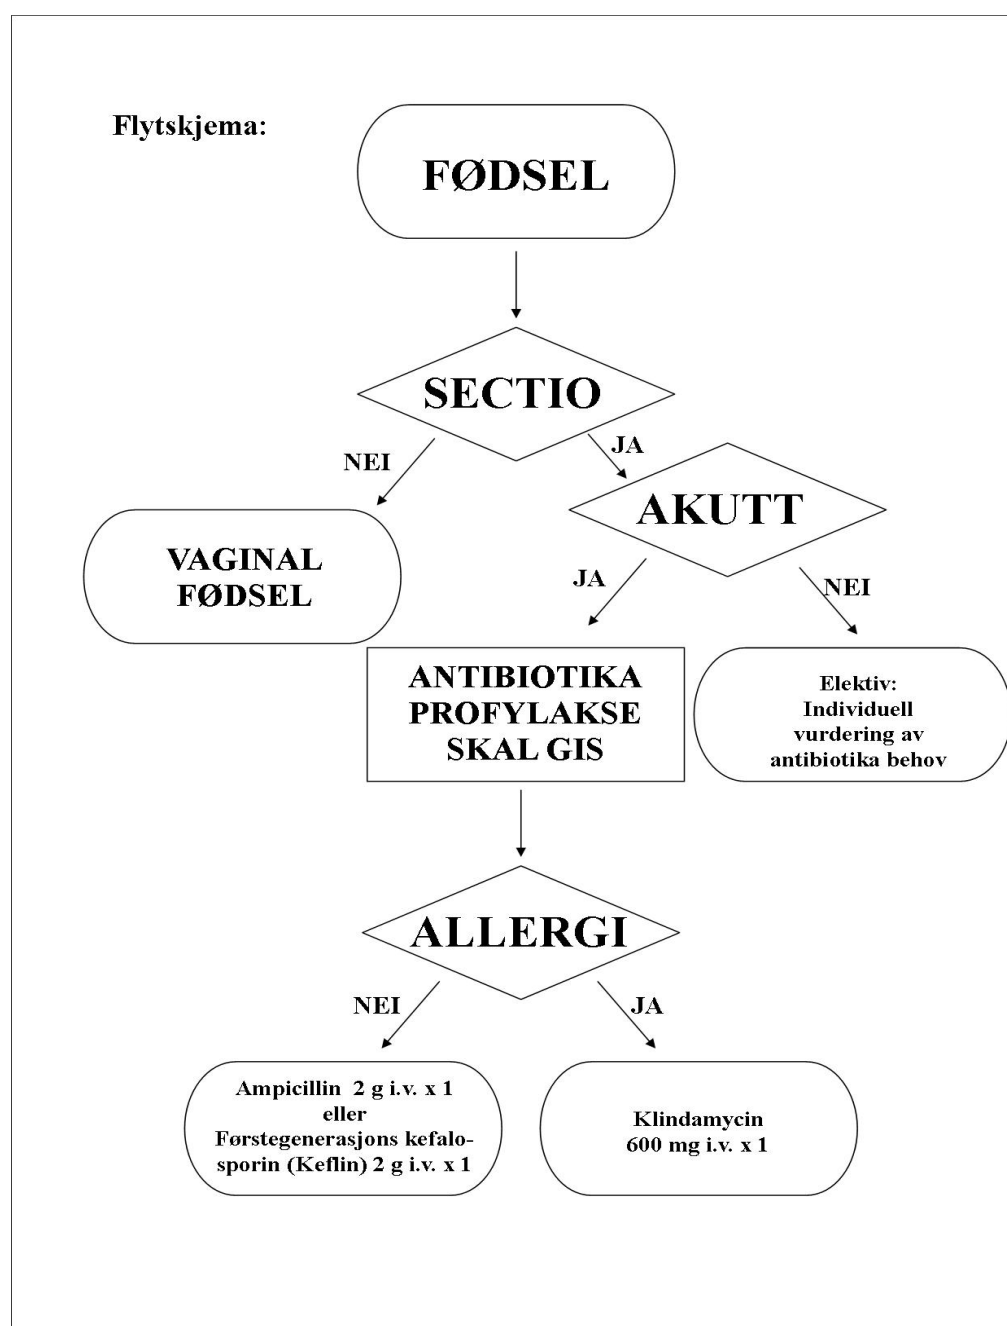 Flytskjema:
FØDSEL
SECTIO
NEI
JA
AKUTT
VAGINAL
FØDSEL
JA
NEI
ANTIBIOTIKA
PROFYLAKSE
SKAL GIS
Elektiv:
Individuell
vurdering av
antibiotika behov
ALLERGI
NEI
JA
Ampicillin 2 g i.v. x 1
eller
Førstegenerasjons kefalo-
sporin (Keflin) 2 g i.v. x 1
Klindamycin
600 mg i.v. x 1